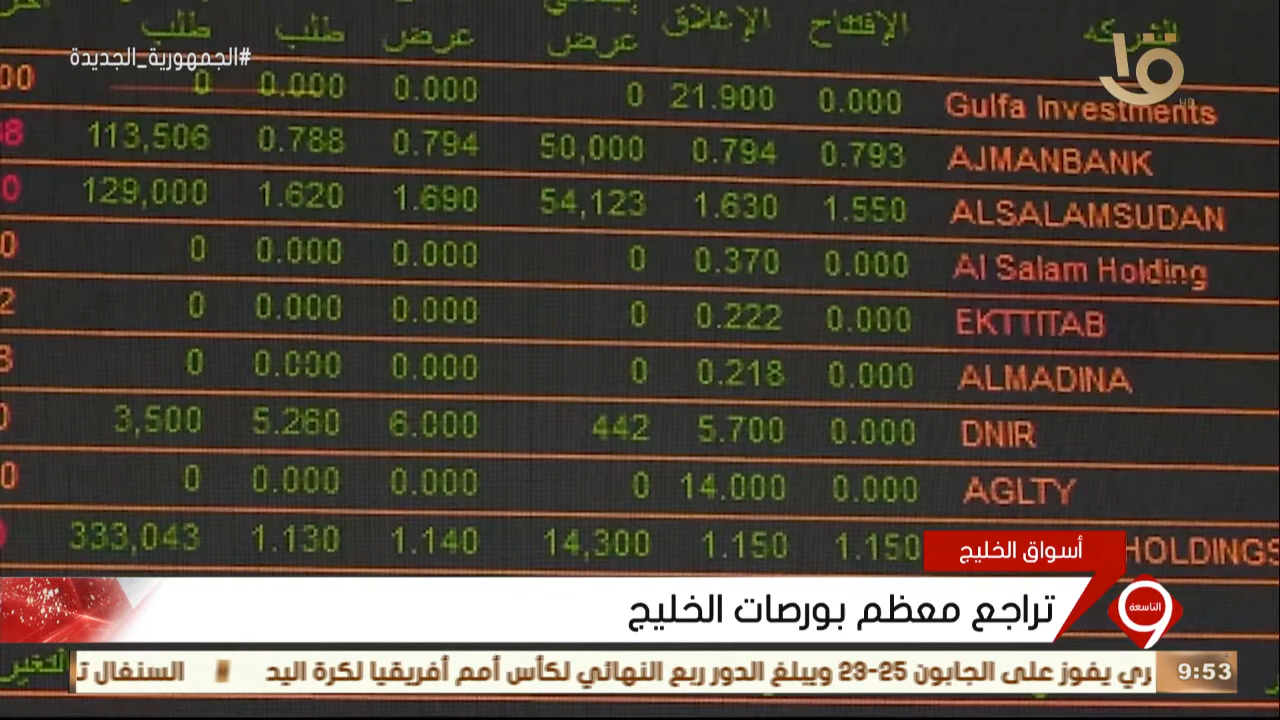 #الجمهورية_الجديدة
الإفتتاح الإغلاق عرض عرض طلب طلب
Gulfa Investments 0.000 21.900 0 0.000 0.000 0 00
AJMANBANK 0.793 0.794 50,000 0.794 0.788 113,506
ALSALAMSUDAN 1.550 1.630 54,123 1.690 1.620 129,000 0
Al Salam Holding 0.000 0.370 0 0.000 0.000 0 0
EKTTITAB 0.000 0.222 0 0.000 0.000 0 2
ALMADINA 0.000 0.218 0 0.000 0.000 0 3
DNIR 0.000 5.700 442 6.000 5.260 3,500 0
AGLTY 0.000 14.000 0 0.000 0.000 0 0
HOLDINGS 1.150 1.150 14,300 1.140 1.130 333,043
أسواق الخليج
تراجع معظم بورصات الخليج
التاسعة 9
ري يفوز على الجابون 25-23 ويبلغ الدور ربع النهائي لكأس أمم أفريقيا لكرة اليد السنغال ت
9:53